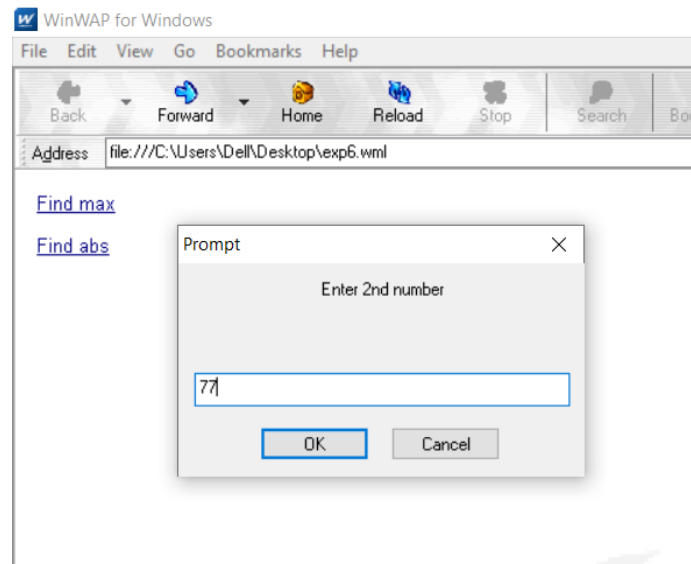 WinWAP for Windows
File Edit View Go Bookmarks Help
Back Forward Home Reload Stop Search
Address file:///C:\Users\Dell\Desktop\exp6.wml
Find max
Find abs
Prompt
Enter 2nd number
77
OK Cancel